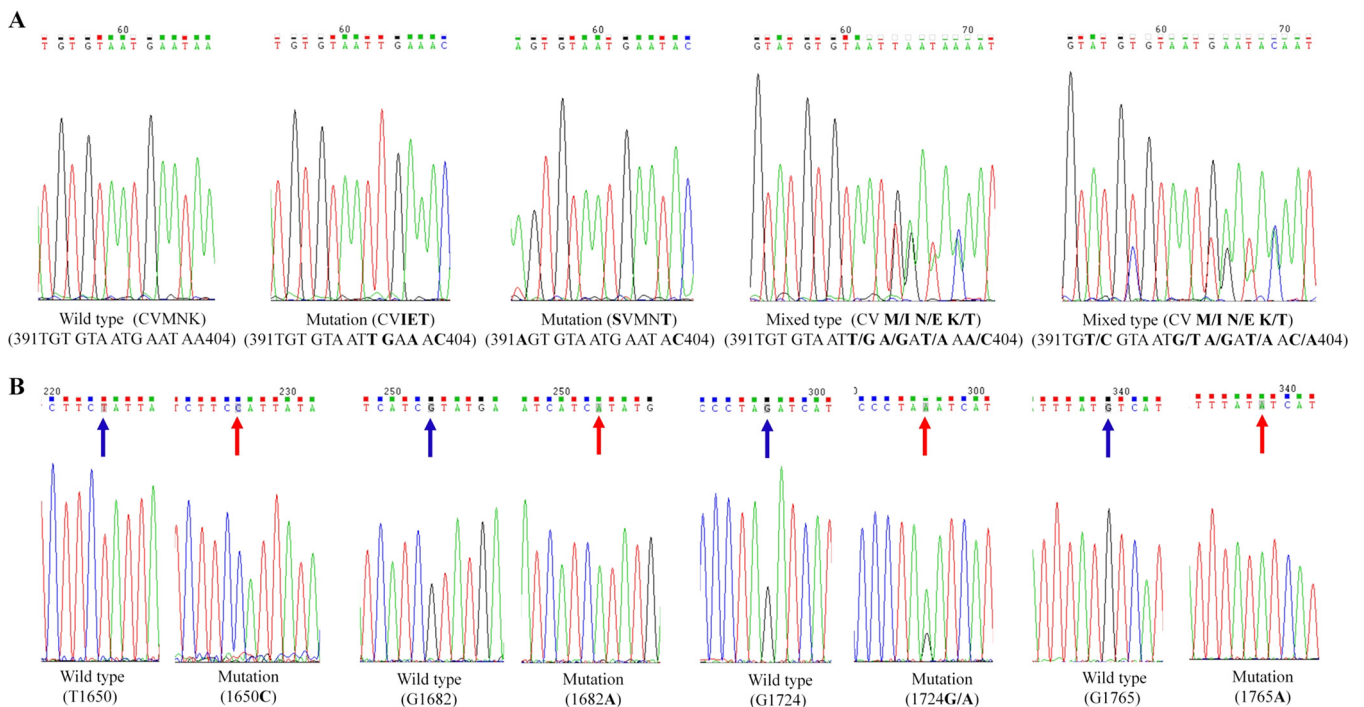 A
60
TGTGTAATGAATAA
60
TGTGTAATTGAAAC
60
AGTGTAATGAATAC
60 70
GTATGTGTAATTAATAAAAT
60 70
GTATGTGTAATGAATACAAT
Wild type (CVMNK)
(391TGT GTA ATG AAT AA404)
Mutation (CVIET)
(391TGT GTA ATT GAA AC404)
Mutation (SVMNT)
(391AGT GTA ATG AAT AC404)
Mixed type (CV M/I N/E K/T)
(391TGT GTA ATT/G A/GAT/A AA/C404)
Mixed type (CV M/I N/E K/T)
(391TGT/C GTA ATG/T A/GAT/A AC/A404)
B
220
CTTCTATTA
230
TCTTCCATTATA
250
TCATCGTATGA
250
ATCATCATATG
300
CCCTAGATCAT
300
CCCTAAATCAT
340
ATTTATGTCAT
340
TTTATATCAT
Wild type
(T1650)
Mutation
(1650C)
Wild type
(G1682)
Mutation
(1682A)
Wild type
(G1724)
Mutation
(1724G/A)
Wild type
(G1765)
Mutation
(1765A)